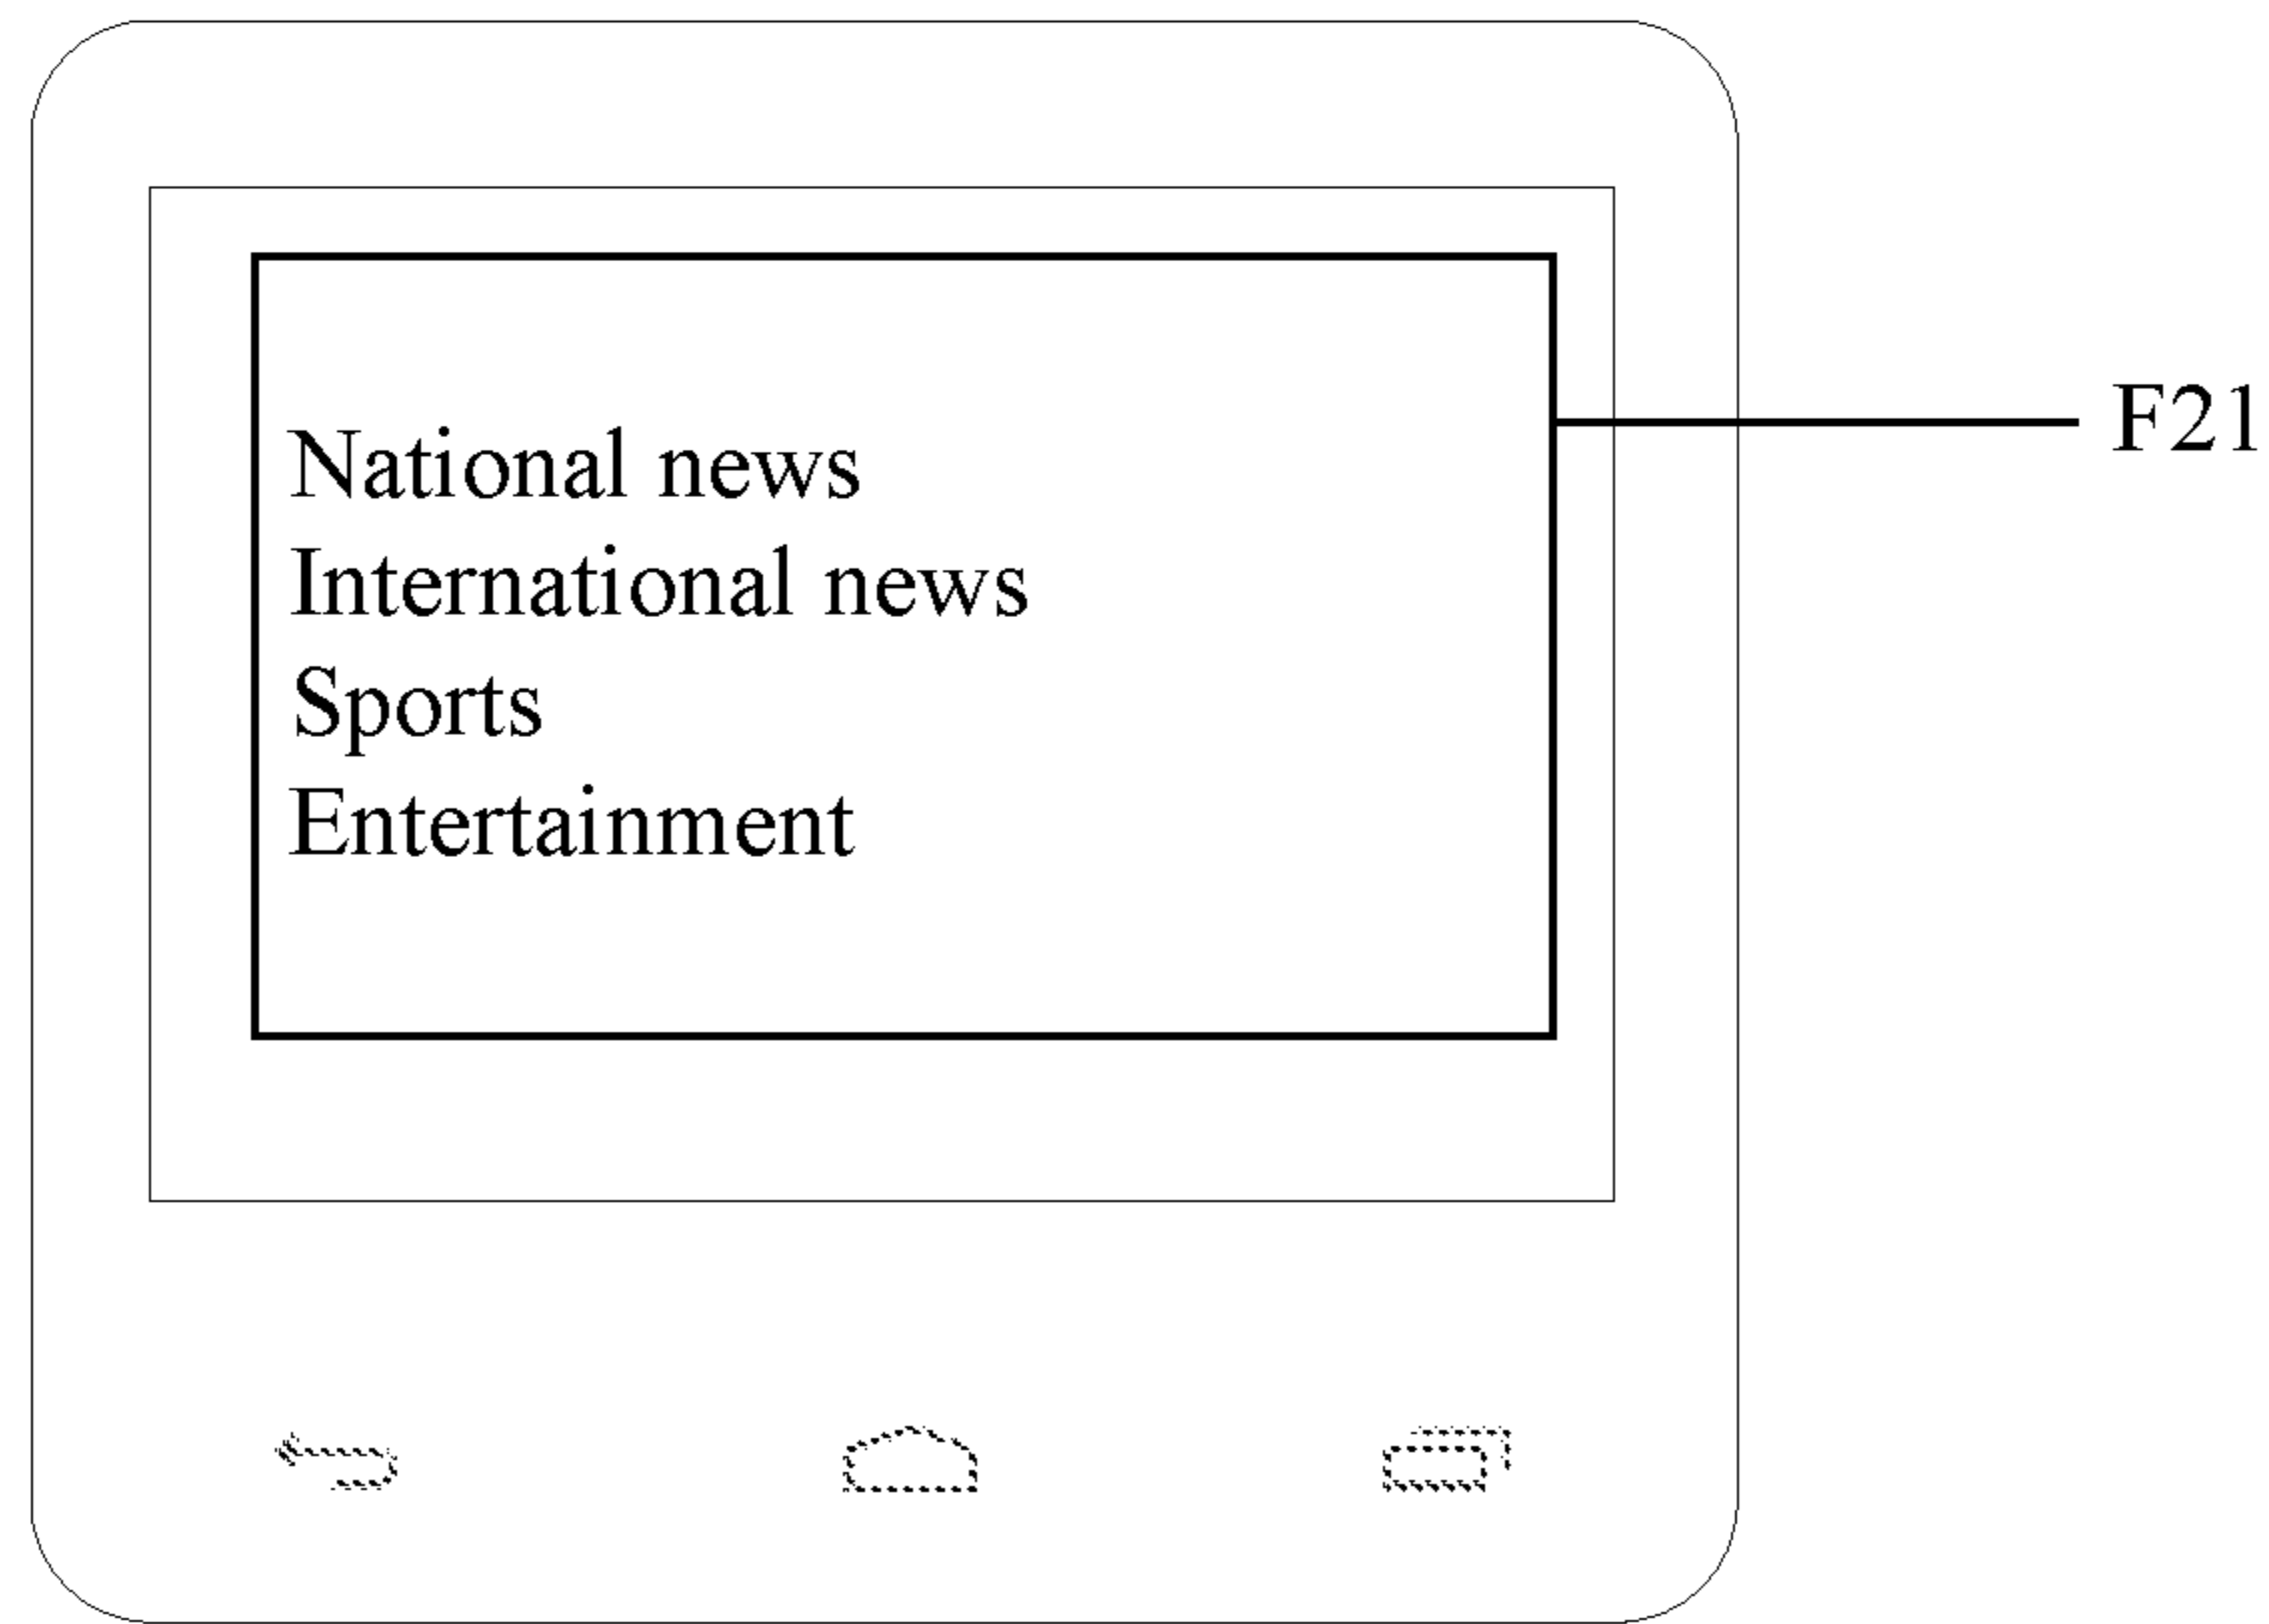 National news
International news
Sports
Entertainment
F21